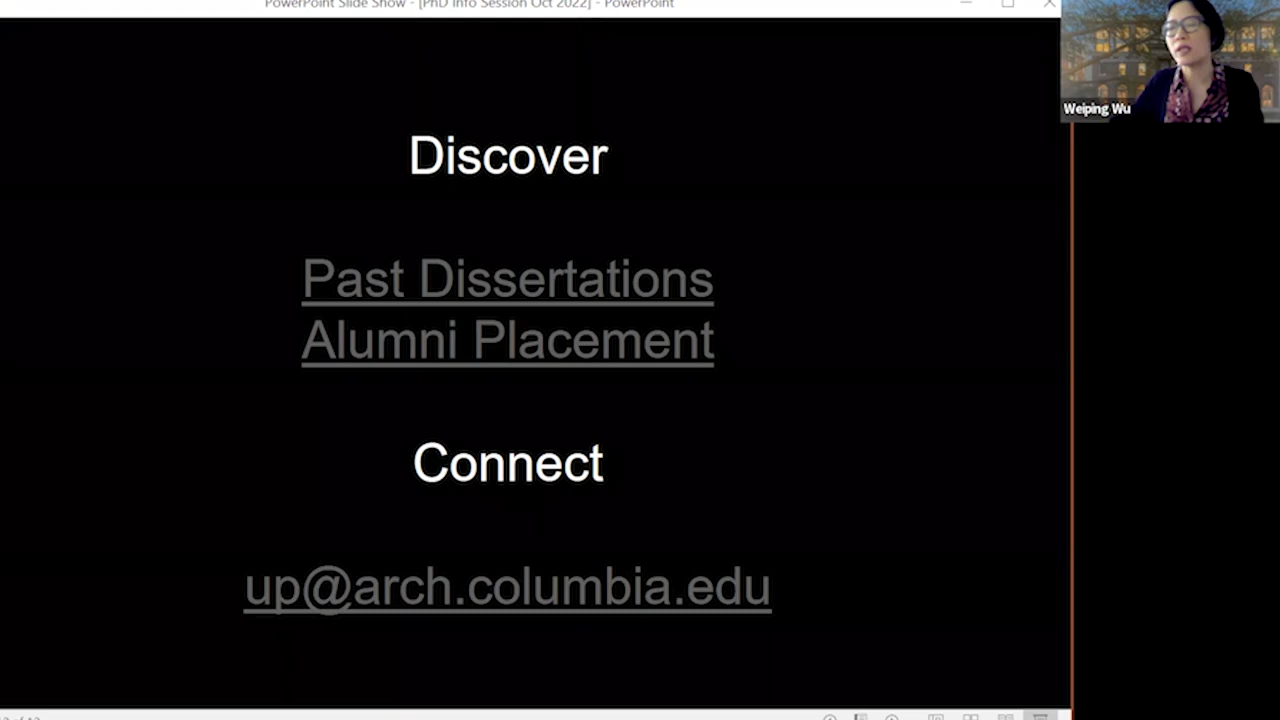 PowerPoint Slide Show - [PhD Info Session Oct 2022] - PowerPoint
Weiping Wu
Discover
Past Dissertations
Alumni Placement
Connect
up@arch.columbia.edu